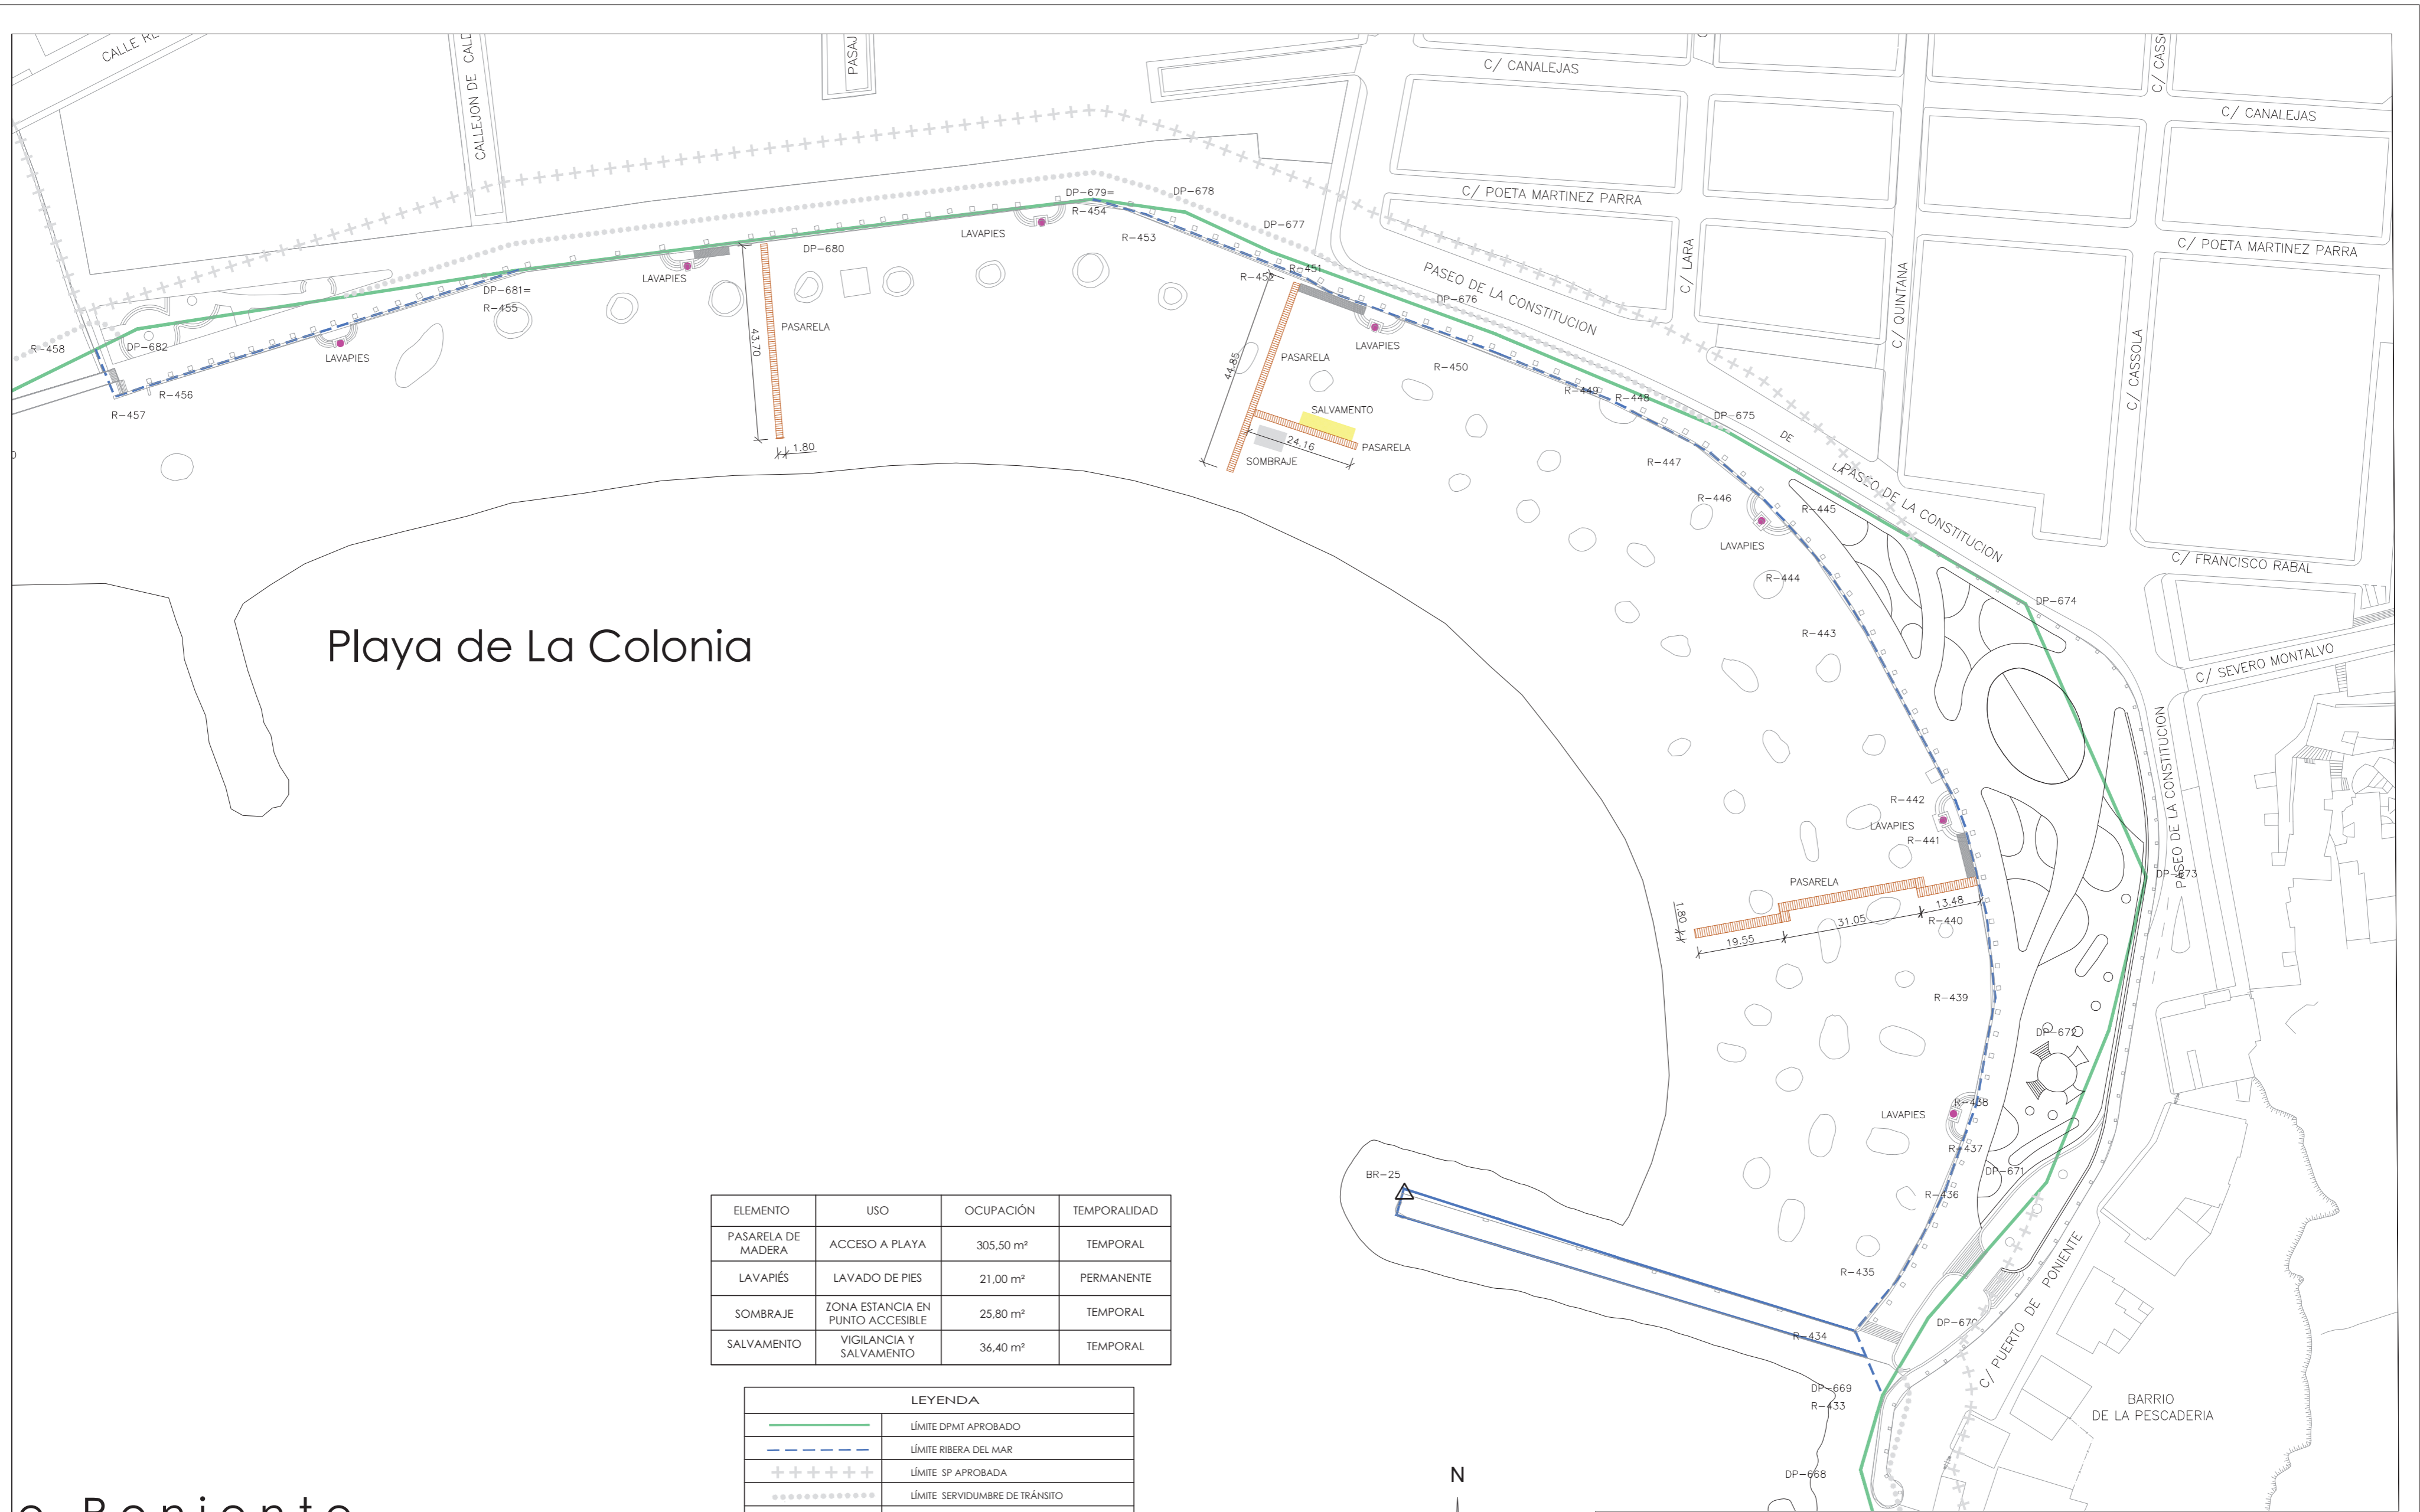 CALLEJON DE CALD
PASAJ
C/ CANALEJAS
C/ CASS
C/ CANALEJAS
C/ POETA MARTINEZ PARRA
C/ POETA MARTINEZ PARRA
C/ LARA
C/ QUINTANA
C/ CASSOLA
PASEO DE LA CONSTITUCION
DE
LA
PASEO DE LA CONSTITUCION
C/ FRANCISCO RABAL
C/ SEVERO MONTALVO
PASEO DE LA CONSTITUCION
C/ PUERTO DE PONIENTE
BARRIO
DE LA PESCADERIA
DP-679=
R-454
DP-678
DP-677
R-453
R-452
R-451
DP-676
DP-680
LAVAPIES
LAVAPIES
DP-681=
R-455
R-458
DP-682
LAVAPIES
R-456
R-457
43.70
PASARELA
1.80
44.85
PASARELA
LAVAPIES
SALVAMENTO
24.16
PASARELA
SOMBRAJE
R-450
R-449
R-448
DP-675
R-447
R-446
R-445
LAVAPIES
R-444
R-443
DP-674
Playa de La Colonia
R-442
LAVAPIES
R-441
DP-673
PASARELA
1.80
19.55
31.05
13.48
R-440
R-439
DP-672
R-438
LAVAPIES
R-437
DP-671
R-436
BR-25
R-435
R-434
DP-670
DP-669
R-433
DP-668
ELEMENTO USO OCUPACIÓN TEMPORALIDAD
PASARELA DE MADERA ACCESO A PLAYA 305,50 m² TEMPORAL
LAVAPIÉS LAVADO DE PIES 21,00 m² PERMANENTE
SOMBRAJE ZONA ESTANCIA EN PUNTO ACCESIBLE 25,80 m² TEMPORAL
SALVAMENTO VIGILANCIA Y SALVAMENTO 36,40 m² TEMPORAL
LEYENDA
LÍMITE DPMT APROBADO
LÍMITE RIBERA DEL MAR
LÍMITE SP APROBADA
LÍMITE SERVIDUMBRE DE TRÁNSITO
N